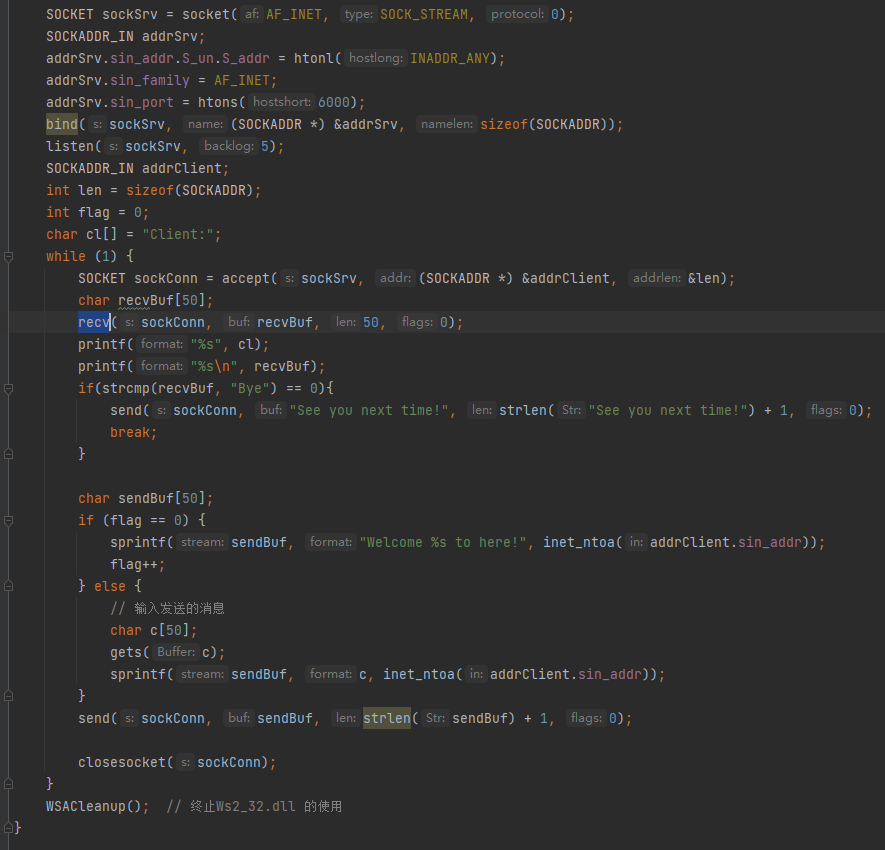 SOCKET sockSrv = socket( af: AF_INET, type: SOCK_STREAM, protocol: 0);
SOCKADDR_IN addrSrv;
addrSrv.sin_addr.S_un.S_addr = htonl( hostlong: INADDR_ANY);
addrSrv.sin_family = AF_INET;
addrSrv.sin_port = htons( hostshort: 6000);
bind( s: sockSrv, name: (SOCKADDR *) &addrSrv, namelen: sizeof(SOCKADDR));
listen( s: sockSrv, backlog: 5);
SOCKADDR_IN addrClient;
int len = sizeof(SOCKADDR);
int flag = 0;
char cl[] = "Client:";
while (1) {
    SOCKET sockConn = accept( s: sockSrv, addr: (SOCKADDR *) &addrClient, addrlen: &len);
    char recvBuf[50];
    recv( s: sockConn, buf: recvBuf, len: 50, flags: 0);
    printf( format: "%s", cl);
    printf( format: "%s\n", recvBuf);
    if(strcmp(recvBuf, "Bye") == 0){
        send( s: sockConn, buf: "See you next time!", len: strlen( Str: "See you next time!") + 1, flags: 0);
        break;
    }
    char sendBuf[50];
    if (flag == 0) {
        sprintf( stream: sendBuf, format: "Welcome %s to here!", inet_ntoa( in: addrClient.sin_addr));
        flag++;
    } else {
        // 输入发送的消息
        char c[50];
        gets( Buffer: c);
        sprintf( stream: sendBuf, format: c, inet_ntoa( in: addrClient.sin_addr));
    }
    send( s: sockConn, buf: sendBuf, len: strlen( Str: sendBuf) + 1, flags: 0);
    closesocket( s: sockConn);
}
WSACleanup(); // 终止Ws2_32.dll 的使用
}